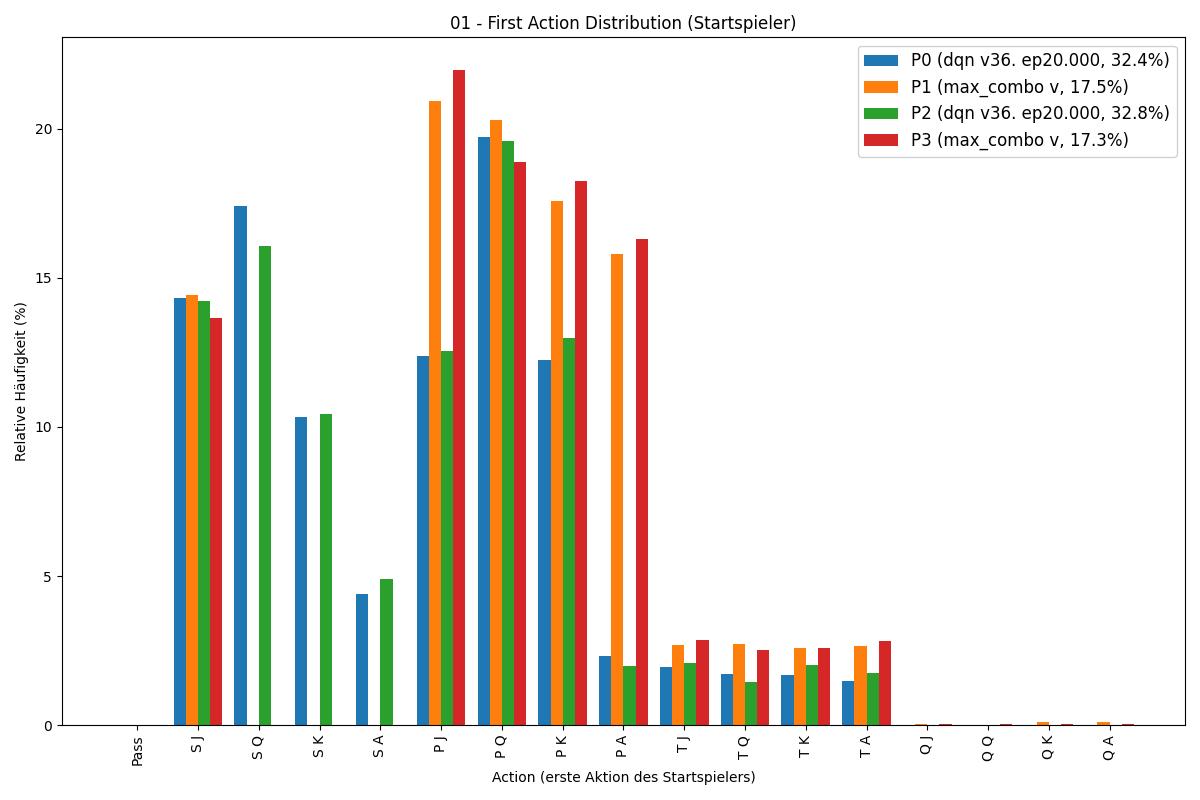 01 - First Action Distribution (Startspieler)
P0 (dqn v36. ep20.000, 32.4%)
P1 (max_combo v, 17.5%)
P2 (dqn v36. ep20.000, 32.8%)
P3 (max_combo v, 17.3%)
Relative Häufigkeit (%)
20
15
10
5
0
Pass
S J
S Q
S K
S A
P J
P Q
P K
P A
T J
T Q
T K
T A
Q J
Q Q
Q K
Q A
Action (erste Aktion des Startspielers)